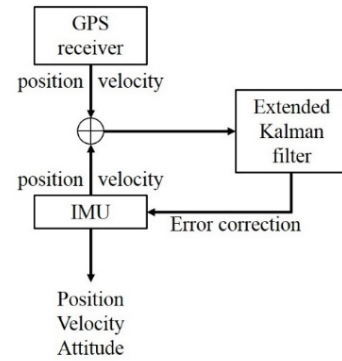 GPS
receiver
position velocity
Extended
Kalman
filter
position velocity
IMU
Error correction
Position
Velocity
Attitude